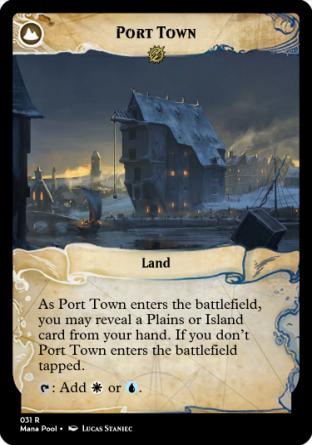 Port Town
Land
As Port Town enters the battlefield,
you may reveal a Plains or Island
card from your hand. If you don't
Port Town enters the battlefield
tapped.
: Add or .
031 R
Mana Pool • Lucas Staniec